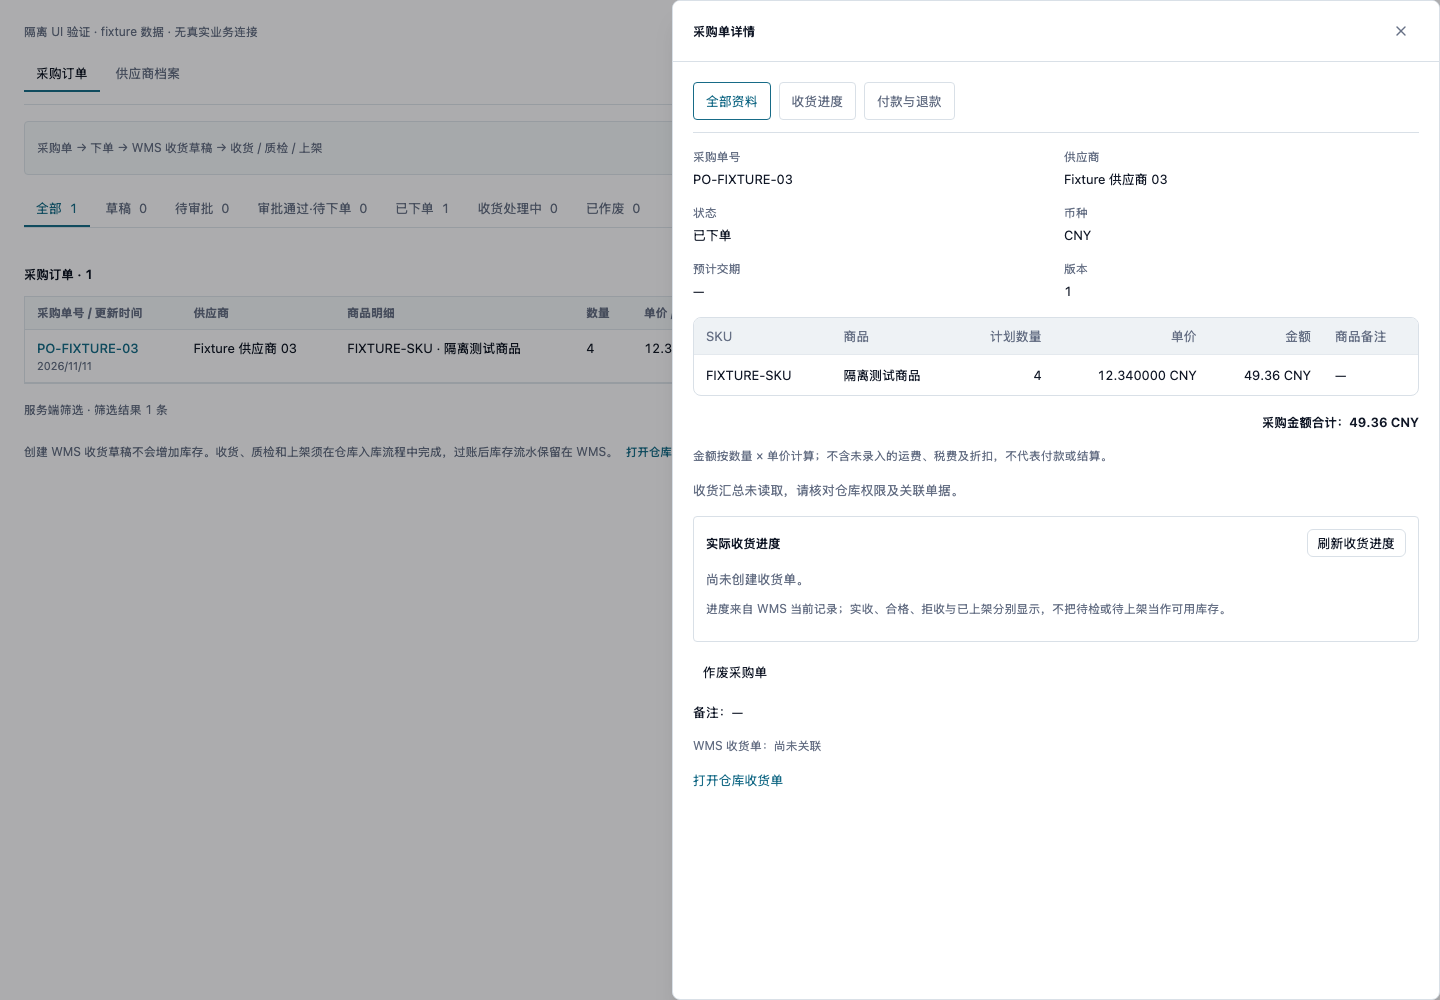 隔离 UI 验证 · fixture 数据 · 无真实业务连接
采购订单 供应商档案
采购单 → 下单 → WMS 收货草稿 → 收货 / 质检 / 上架
全部 1 草稿 0 待审批 0 审批通过·待下单 0 已下单 1 收货处理中 0 已作废 0
采购订单 · 1
采购单号 / 更新时间 供应商 商品明细 数量 单价 /
PO-FIXTURE-03 Fixture 供应商 03 FIXTURE-SKU · 隔离测试商品 4 12.3
2026/11/11
服务端筛选 · 筛选结果 1 条
创建 WMS 收货草稿不会增加库存。收货、质检和上架须在仓库入库流程中完成，过账后库存流水保留在 WMS。 打开仓库
采购单详情
全部资料 收货进度 付款与退款
采购单号 供应商
PO-FIXTURE-03 Fixture 供应商 03
状态 币种
已下单 CNY
预计交期 版本
— 1
SKU 商品 计划数量 单价 金额 商品备注
FIXTURE-SKU 隔离测试商品 4 12.340000 CNY 49.36 CNY —
采购金额合计：49.36 CNY
金额按数量 × 单价计算；不含未录入的运费、税费及折扣，不代表付款或结算。
收货汇总未读取，请核对仓库权限及关联单据。
实际收货进度 刷新收货进度
尚未创建收货单。
进度来自 WMS 当前记录；实收、合格、拒收与已上架分别显示，不把待检或待上架当作可用库存。
作废采购单
备注：—
WMS 收货单：尚未关联
打开仓库收货单